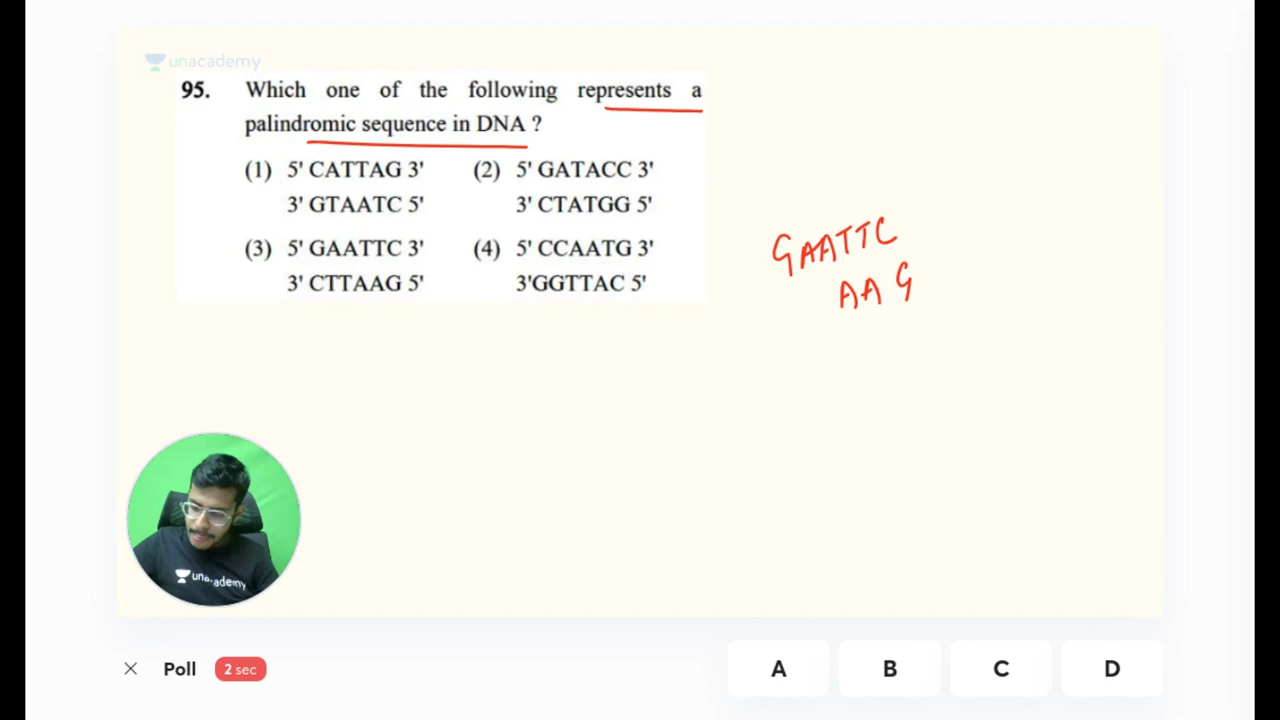 unacademy
95. Which one of the following represents a
palindromic sequence in DNA ?
(1) 5' CATTAG 3' (2) 5' GATACC 3'
3' GTAATC 5' 3' CTATGG 5'
(3) 5' GAATTC 3' (4) 5' CCAATG 3'
3' CTTAAG 5' 3'GGTTAC 5'
GAATTC
AA G
unacademy
Poll 2 sec A B C D